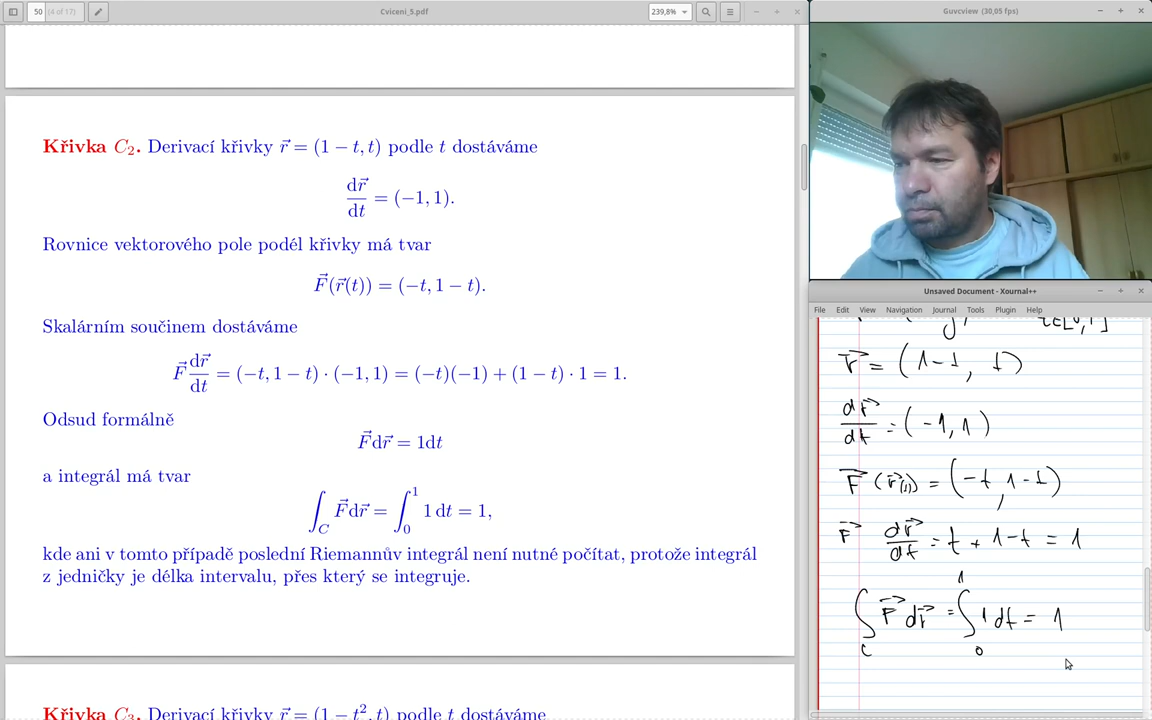 50 (4 of 17)
Cviceni_5.pdf
239,8%
Křivka C₂. Derivací křivky r⃗ = (1 − t, t) podle t dostáváme
dr⃗/dt = (−1, 1).
Rovnice vektorového pole podél křivky má tvar
F⃗(r⃗(t)) = (−t, 1 − t).
Skalárním součinem dostáváme
F⃗ dr⃗/dt = (−t, 1 − t) · (−1, 1) = (−t)(−1) + (1 − t) · 1 = 1.
Odsud formálně
F⃗dr⃗ = 1dt
a integrál má tvar
∫_C F⃗dr⃗ = ∫_0^1 1 dt = 1,
kde ani v tomto případě poslední Riemannův integrál není nutné počítat, protože integrál
z jedničky je délka intervalu, přes který se integruje.
Křivka C₃. Derivací křivky r⃗ = (1 − t², t) podle t dostáváme
Guvcview (30,05 fps)
Unsaved Document - Xournal++
File Edit View Navigation Journal Tools Plugin Help
t∈[0,1]
r⃗ = (1−t, t)
dr⃗/dt = (−1, 1)
F⃗(r⃗(t)) = (−t, 1−t)
F⃗ dr⃗/dt = t + 1−t = 1
∫_C F⃗ dr⃗ = ∫_0^1 1 dt = 1